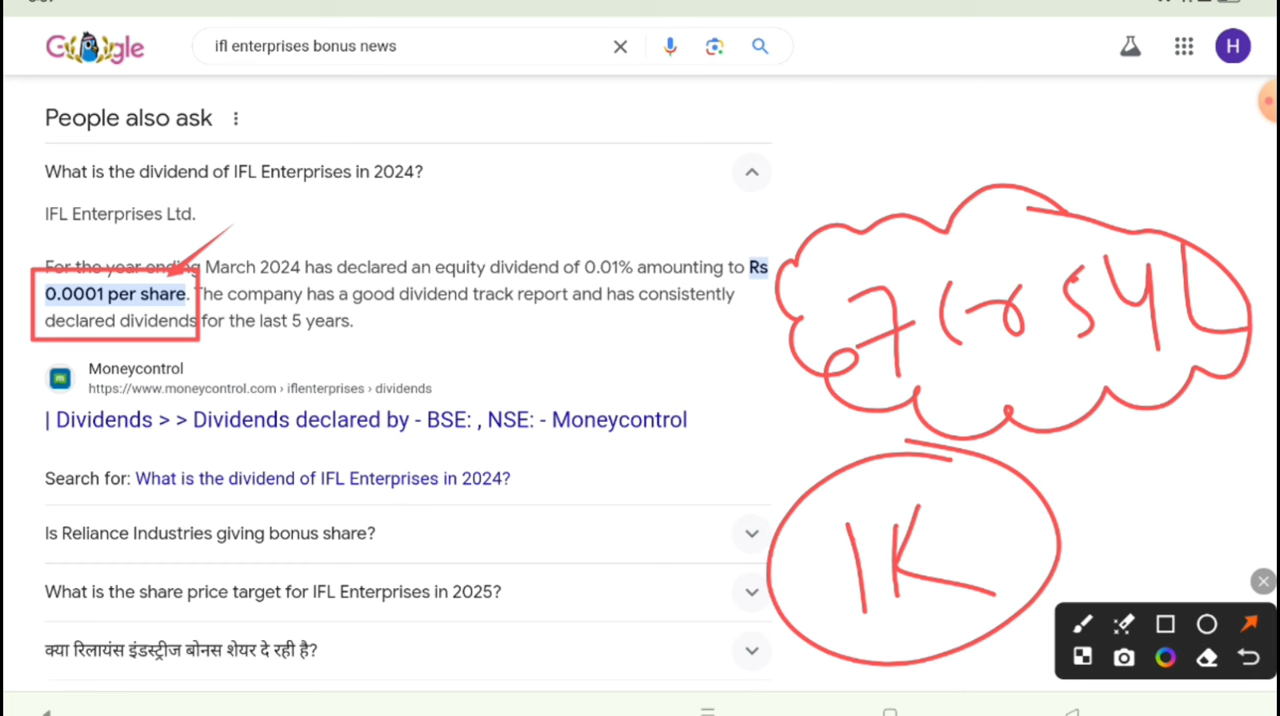 Google
ifl enterprises bonus news
H
People also ask
What is the dividend of IFL Enterprises in 2024?
IFL Enterprises Ltd.
For the year ending March 2024 has declared an equity dividend of 0.01% amounting to Rs
0.0001 per share. The company has a good dividend track report and has consistently
declared dividends for the last 5 years.
Moneycontrol
https://www.moneycontrol.com › iflenterprises › dividends
| Dividends > > Dividends declared by - BSE: , NSE: - Moneycontrol
Search for: What is the dividend of IFL Enterprises in 2024?
Is Reliance Industries giving bonus share?
What is the share price target for IFL Enterprises in 2025?
क्या रिलायंस इंडस्ट्रीज बोनस शेयर दे रही है?
7 Cr 54 L
1K